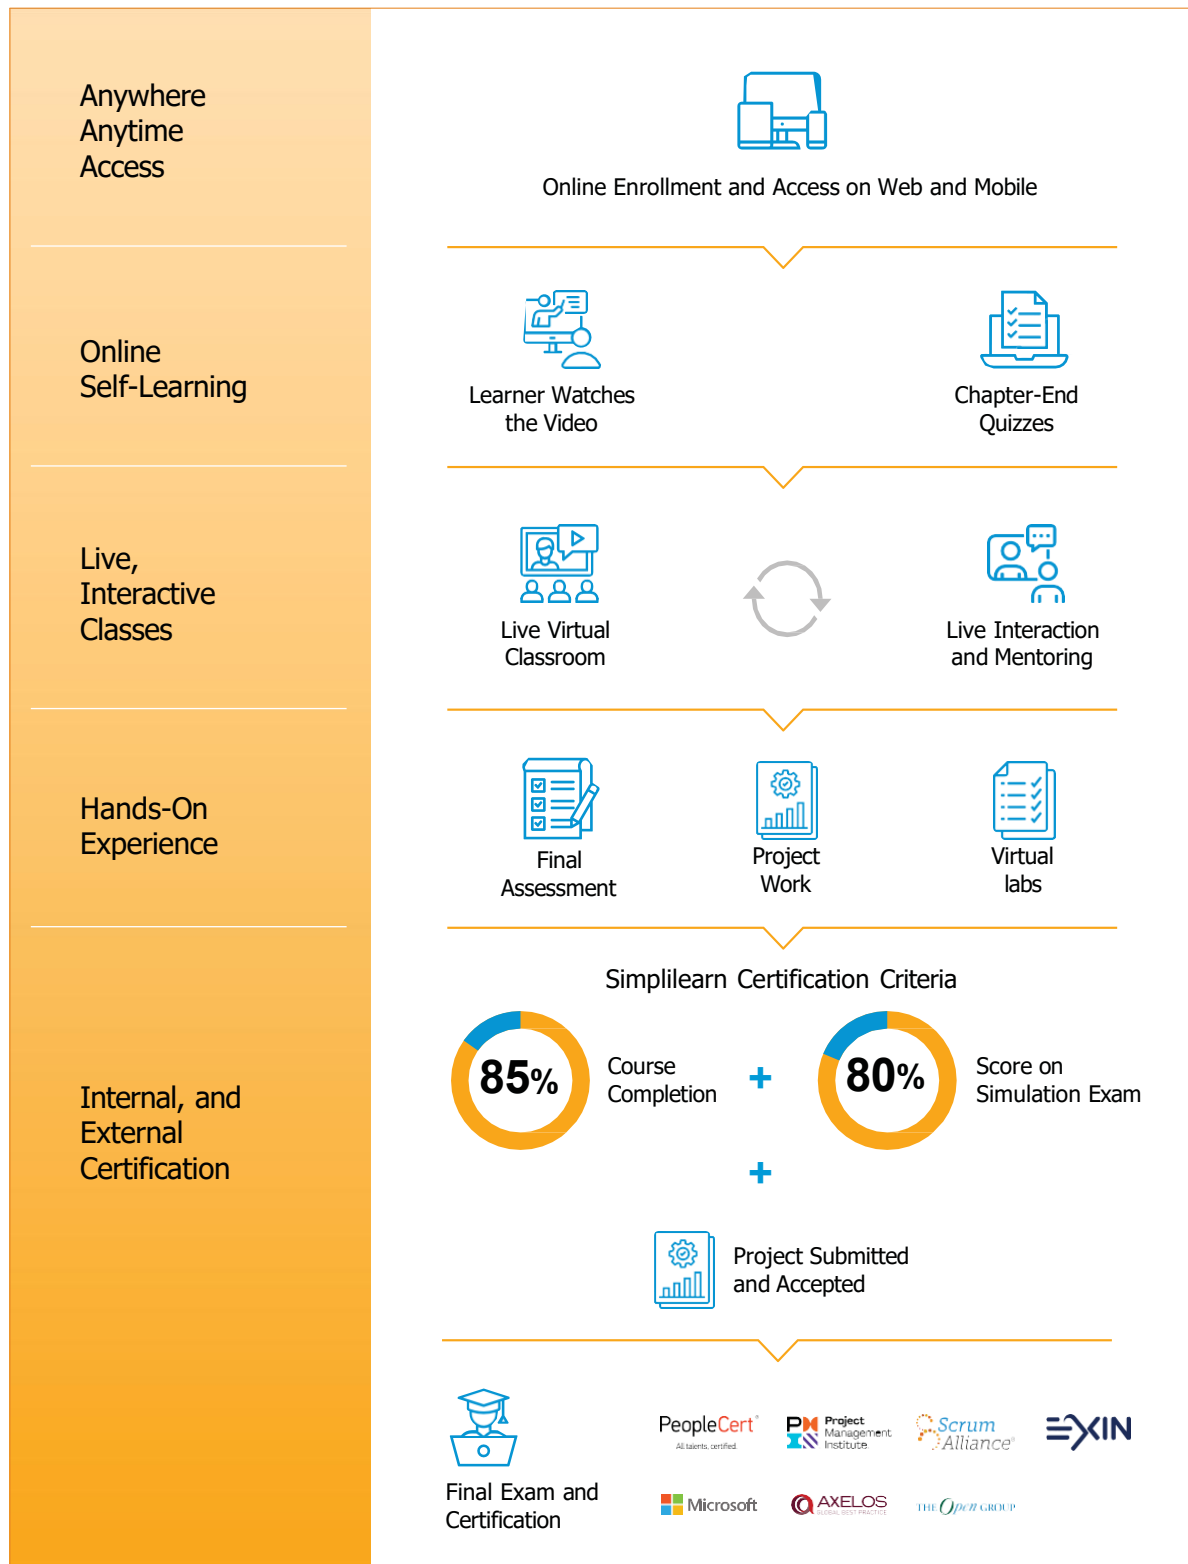 Anywhere
Anytime
Access
Online Enrollment and Access on Web and Mobile
Online
Self-Learning
Learner Watches
the Video
Chapter-End
Quizzes
Live,
Interactive
Classes
Live Virtual
Classroom
Live Interaction
and Mentoring
Hands-On
Experience
Final
Assessment
Project
Work
Virtual
labs
Internal, and
External
Certification
Simplilearn Certification Criteria
85%
Course
Completion
+
80%
Score on
Simulation Exam
+
Project Submitted
and Accepted
Final Exam and
Certification
PeopleCert®
All talents, certified.
Project
Management
Institute.
Scrum
Alliance®
EXIN
Microsoft
AXELOS
GLOBAL BEST PRACTICE
THE Open GROUP